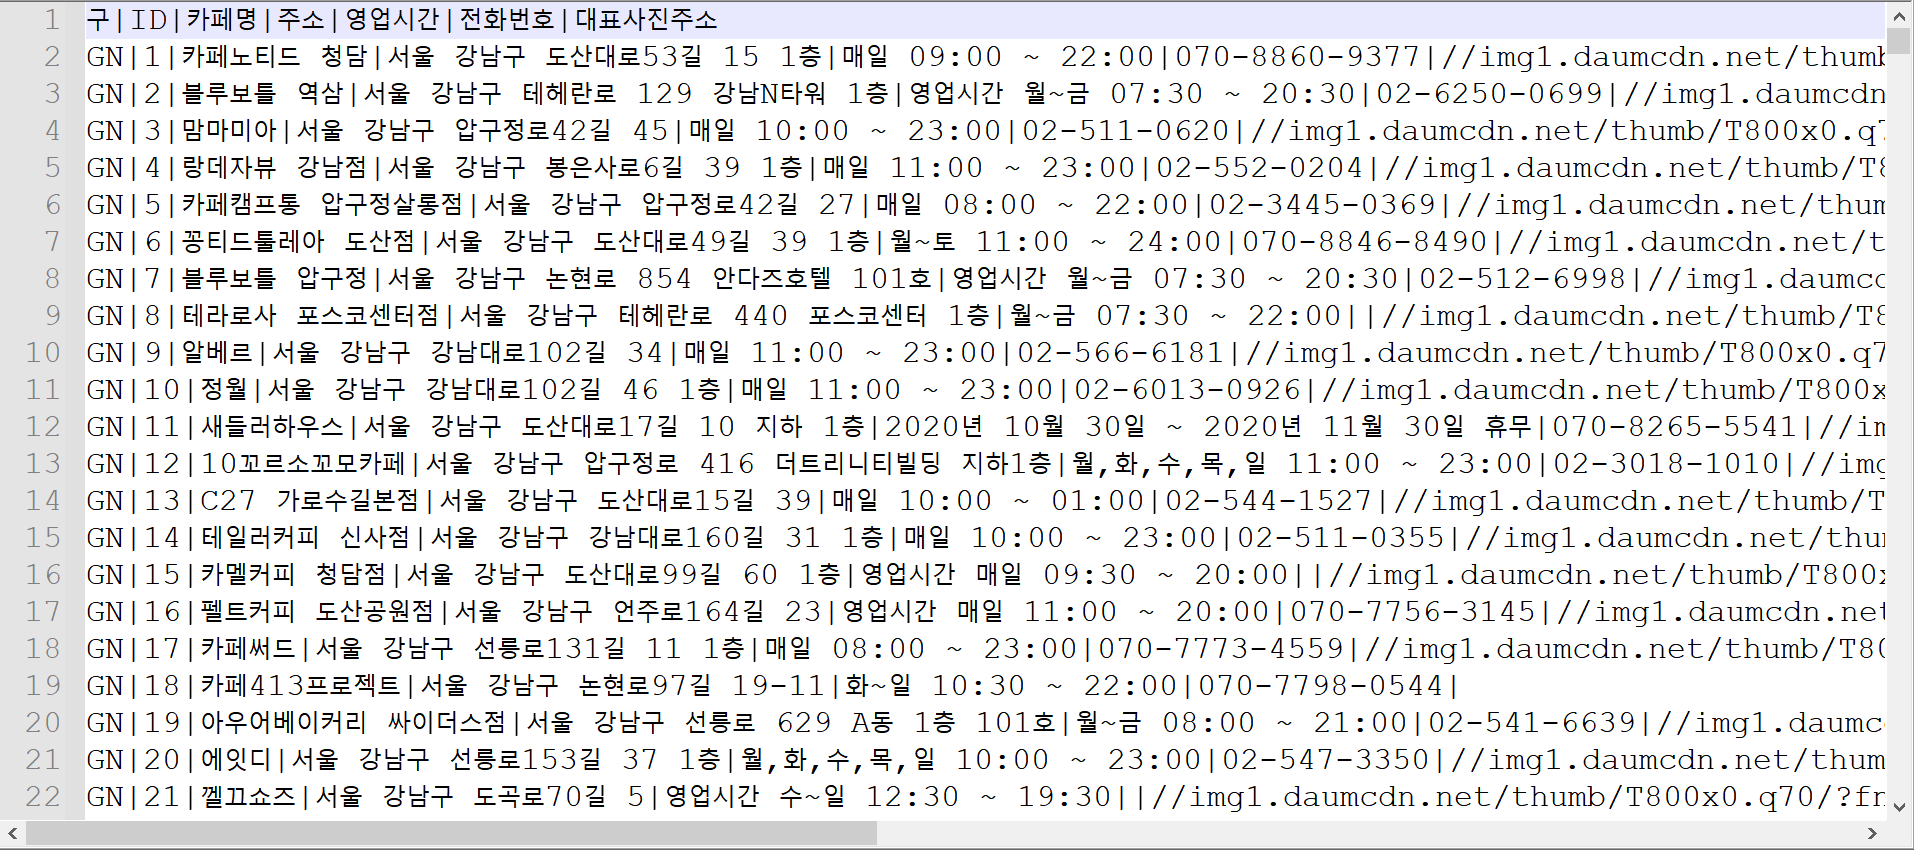 1 구|ID|카페명|주소|영업시간|전화번호|대표사진주소
2 GN|1|카페노티드 청담|서울 강남구 도산대로53길 15 1층|매일 09:00 ~ 22:00|070-8860-9377|//img1.daumcdn.net/thumb
3 GN|2|블루보틀 역삼|서울 강남구 테헤란로 129 강남N타워 1층|영업시간 월~금 07:30 ~ 20:30|02-6250-0699|//img1.daumcdn
4 GN|3|맘마미아|서울 강남구 압구정로42길 45|매일 10:00 ~ 23:00|02-511-0620|//img1.daumcdn.net/thumb/T800x0.q7
5 GN|4|랑데자뷰 강남점|서울 강남구 봉은사로6길 39 1층|매일 11:00 ~ 23:00|02-552-0204|//img1.daumcdn.net/thumb/T8
6 GN|5|카페캠프통 압구정살롱점|서울 강남구 압구정로42길 27|매일 08:00 ~ 22:00|02-3445-0369|//img1.daumcdn.net/thum
7 GN|6|꽁티드툴레아 도산점|서울 강남구 도산대로49길 39 1층|월~토 11:00 ~ 24:00|070-8846-8490|//img1.daumcdn.net/t
8 GN|7|블루보틀 압구정|서울 강남구 논현로 854 안다즈호텔 101호|영업시간 월~금 07:30 ~ 20:30|02-512-6998|//img1.daumcd
9 GN|8|테라로사 포스코센터점|서울 강남구 테헤란로 440 포스코센터 1층|월~금 07:30 ~ 22:00||//img1.daumcdn.net/thumb/T8
10 GN|9|알베르|서울 강남구 강남대로102길 34|매일 11:00 ~ 23:00|02-566-6181|//img1.daumcdn.net/thumb/T800x0.q7
11 GN|10|정월|서울 강남구 강남대로102길 46 1층|매일 11:00 ~ 23:00|02-6013-0926|//img1.daumcdn.net/thumb/T800x
12 GN|11|새들러하우스|서울 강남구 도산대로17길 10 지하 1층|2020년 10월 30일 ~ 2020년 11월 30일 휴무|070-8265-5541|//im
13 GN|12|10꼬르소꼬모카페|서울 강남구 압구정로 416 더트리니티빌딩 지하1층|월,화,수,목,일 11:00 ~ 23:00|02-3018-1010|//img
14 GN|13|C27 가로수길본점|서울 강남구 도산대로15길 39|매일 10:00 ~ 01:00|02-544-1527|//img1.daumcdn.net/thumb/T
15 GN|14|테일러커피 신사점|서울 강남구 강남대로160길 31 1층|매일 10:00 ~ 23:00|02-511-0355|//img1.daumcdn.net/thu
16 GN|15|카멜커피 청담점|서울 강남구 도산대로99길 60 1층|영업시간 매일 09:30 ~ 20:00||//img1.daumcdn.net/thumb/T800x
17 GN|16|펠트커피 도산공원점|서울 강남구 언주로164길 23|영업시간 매일 11:00 ~ 20:00|070-7756-3145|//img1.daumcdn.net
18 GN|17|카페써드|서울 강남구 선릉로131길 11 1층|매일 08:00 ~ 23:00|070-7773-4559|//img1.daumcdn.net/thumb/T80
19 GN|18|카페413프로젝트|서울 강남구 논현로97길 19-11|화~일 10:30 ~ 22:00|070-7798-0544|
20 GN|19|아우어베이커리 싸이더스점|서울 강남구 선릉로 629 A동 1층 101호|월~금 08:00 ~ 21:00|02-541-6639|//img1.daumc
21 GN|20|에잇디|서울 강남구 선릉로153길 37 1층|월,화,수,목,일 10:00 ~ 23:00|02-547-3350|//img1.daumcdn.net/thum
22 GN|21|껠끄쇼즈|서울 강남구 도곡로70길 5|영업시간 수~일 12:30 ~ 19:30||//img1.daumcdn.net/thumb/T800x0.q70/?fn